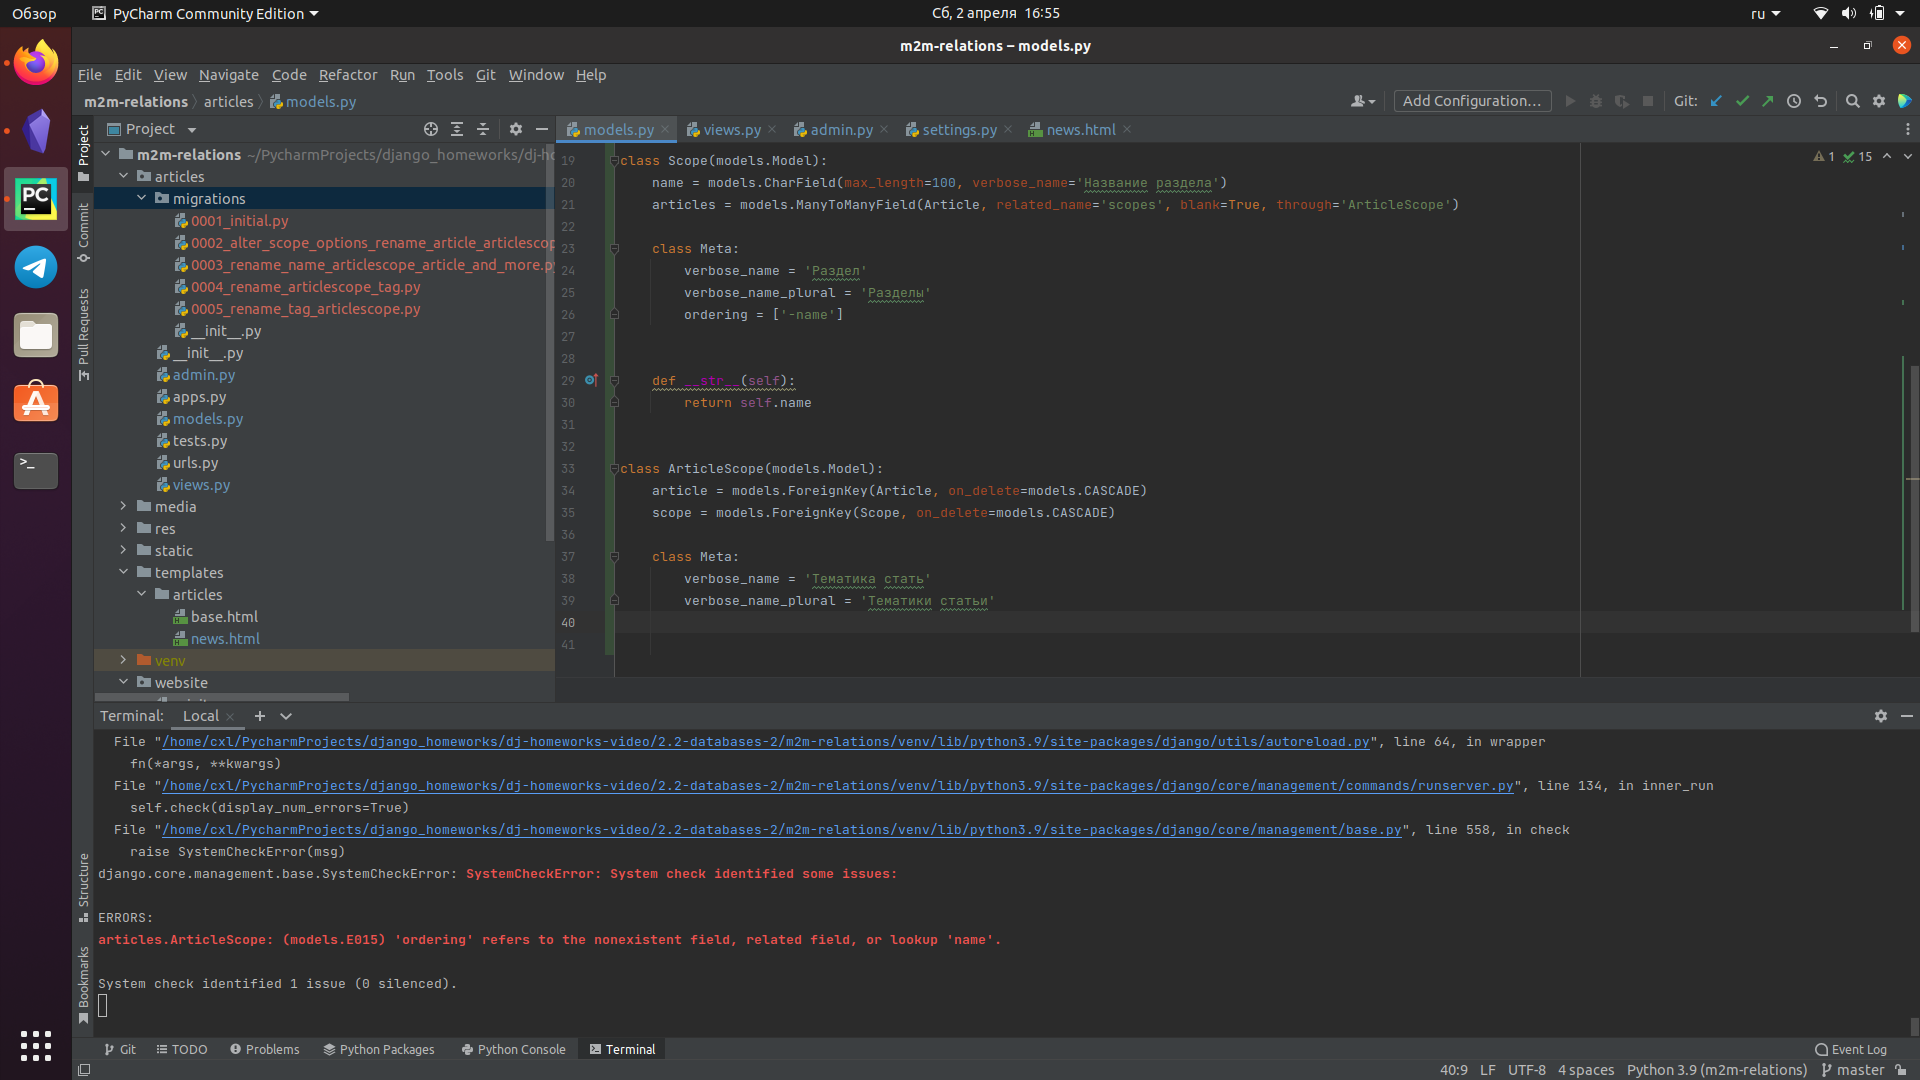 Обзор
PyCharm Community Edition
Сб, 2 апреля 16:55
ru
m2m-relations – models.py
File Edit View Navigate Code Refactor Run Tools Git Window Help
m2m-relations articles models.py
Add Configuration...
Git:
Project
Commit
Pull Requests
Structure
Bookmarks
Project
m2m-relations ~/PycharmProjects/django_homeworks/dj-ho
articles
migrations
0001_initial.py
0002_alter_scope_options_rename_article_articlescop
0003_rename_name_articlescope_article_and_more.py
0004_rename_articlescope_tag.py
0005_rename_tag_articlescope.py
__init__.py
__init__.py
admin.py
apps.py
models.py
tests.py
urls.py
views.py
media
res
static
templates
articles
base.html
news.html
venv
website
models.py views.py admin.py settings.py news.html
1 15
19 class Scope(models.Model):
20 name = models.CharField(max_length=100, verbose_name='Название раздела')
21 articles = models.ManyToManyField(Article, related_name='scopes', blank=True, through='ArticleScope')
22
23 class Meta:
24 verbose_name = 'Раздел'
25 verbose_name_plural = 'Разделы'
26 ordering = ['-name']
27
28
29 def __str__(self):
30 return self.name
31
32
33 class ArticleScope(models.Model):
34 article = models.ForeignKey(Article, on_delete=models.CASCADE)
35 scope = models.ForeignKey(Scope, on_delete=models.CASCADE)
36
37 class Meta:
38 verbose_name = 'Тематика стать'
39 verbose_name_plural = 'Тематики статьи'
40
41
Terminal: Local
File "/home/cxl/PycharmProjects/django_homeworks/dj-homeworks-video/2.2-databases-2/m2m-relations/venv/lib/python3.9/site-packages/django/utils/autoreload.py", line 64, in wrapper
fn(*args, **kwargs)
File "/home/cxl/PycharmProjects/django_homeworks/dj-homeworks-video/2.2-databases-2/m2m-relations/venv/lib/python3.9/site-packages/django/core/management/commands/runserver.py", line 134, in inner_run
self.check(display_num_errors=True)
File "/home/cxl/PycharmProjects/django_homeworks/dj-homeworks-video/2.2-databases-2/m2m-relations/venv/lib/python3.9/site-packages/django/core/management/base.py", line 558, in check
raise SystemCheckError(msg)
django.core.management.base.SystemCheckError: SystemCheckError: System check identified some issues:
ERRORS:
articles.ArticleScope: (models.E015) 'ordering' refers to the nonexistent field, related field, or lookup 'name'.
System check identified 1 issue (0 silenced).
Git TODO Problems Python Packages Python Console Terminal
Event Log
40:9 LF UTF-8 4 spaces Python 3.9 (m2m-relations) master